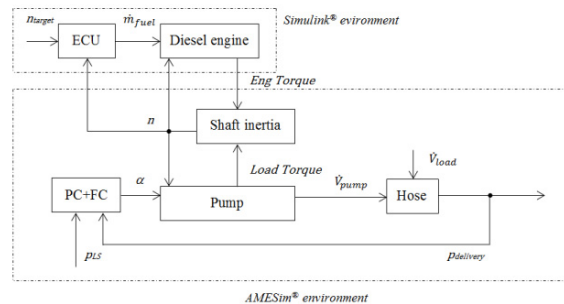 n_target
ṁ_fuel
Simulink® evironment
ECU
Diesel engine
Eng Torque
n
Shaft inertia
Load Torque
V̇_pump
V̇_load
PC+FC
α
Pump
Hose
p_LS
p_delivery
AMESim® environment